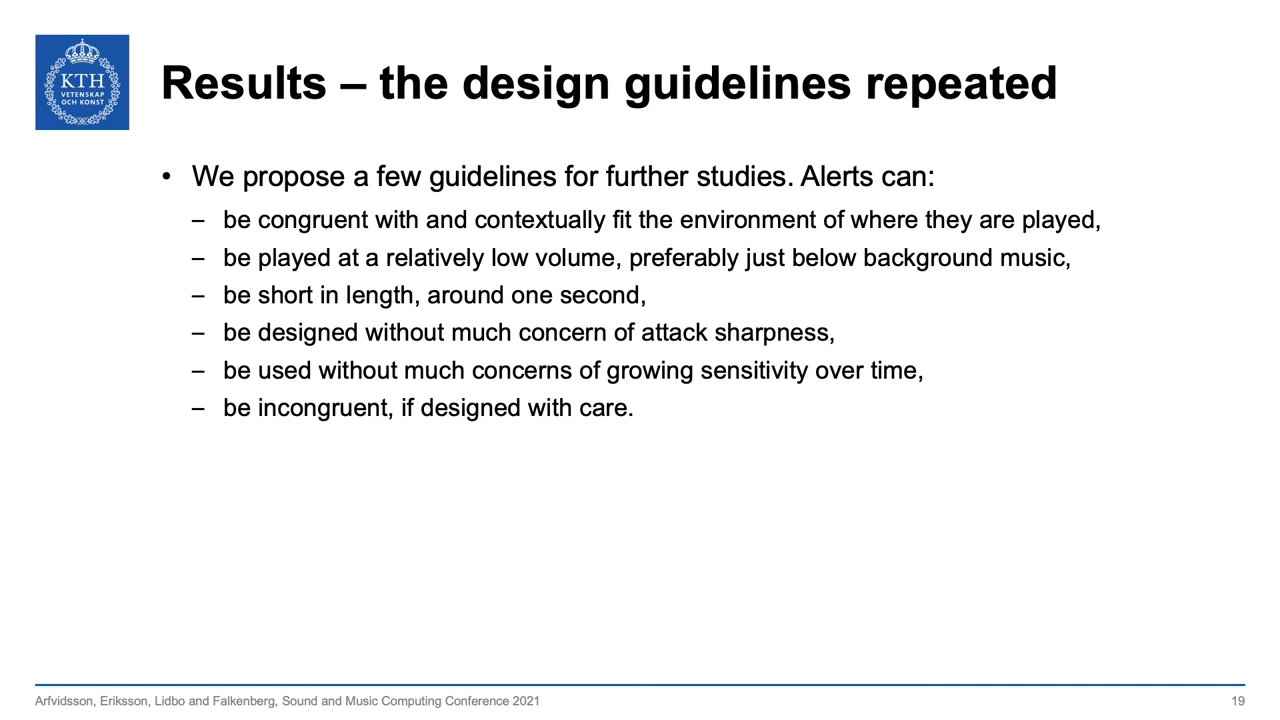 KTH
VETENSKAP
OCH KONST
Results – the design guidelines repeated
• We propose a few guidelines for further studies. Alerts can:
– be congruent with and contextually fit the environment of where they are played,
– be played at a relatively low volume, preferably just below background music,
– be short in length, around one second,
– be designed without much concern of attack sharpness,
– be used without much concerns of growing sensitivity over time,
– be incongruent, if designed with care.
Arfvidsson, Eriksson, Lidbo and Falkenberg, Sound and Music Computing Conference 2021
19